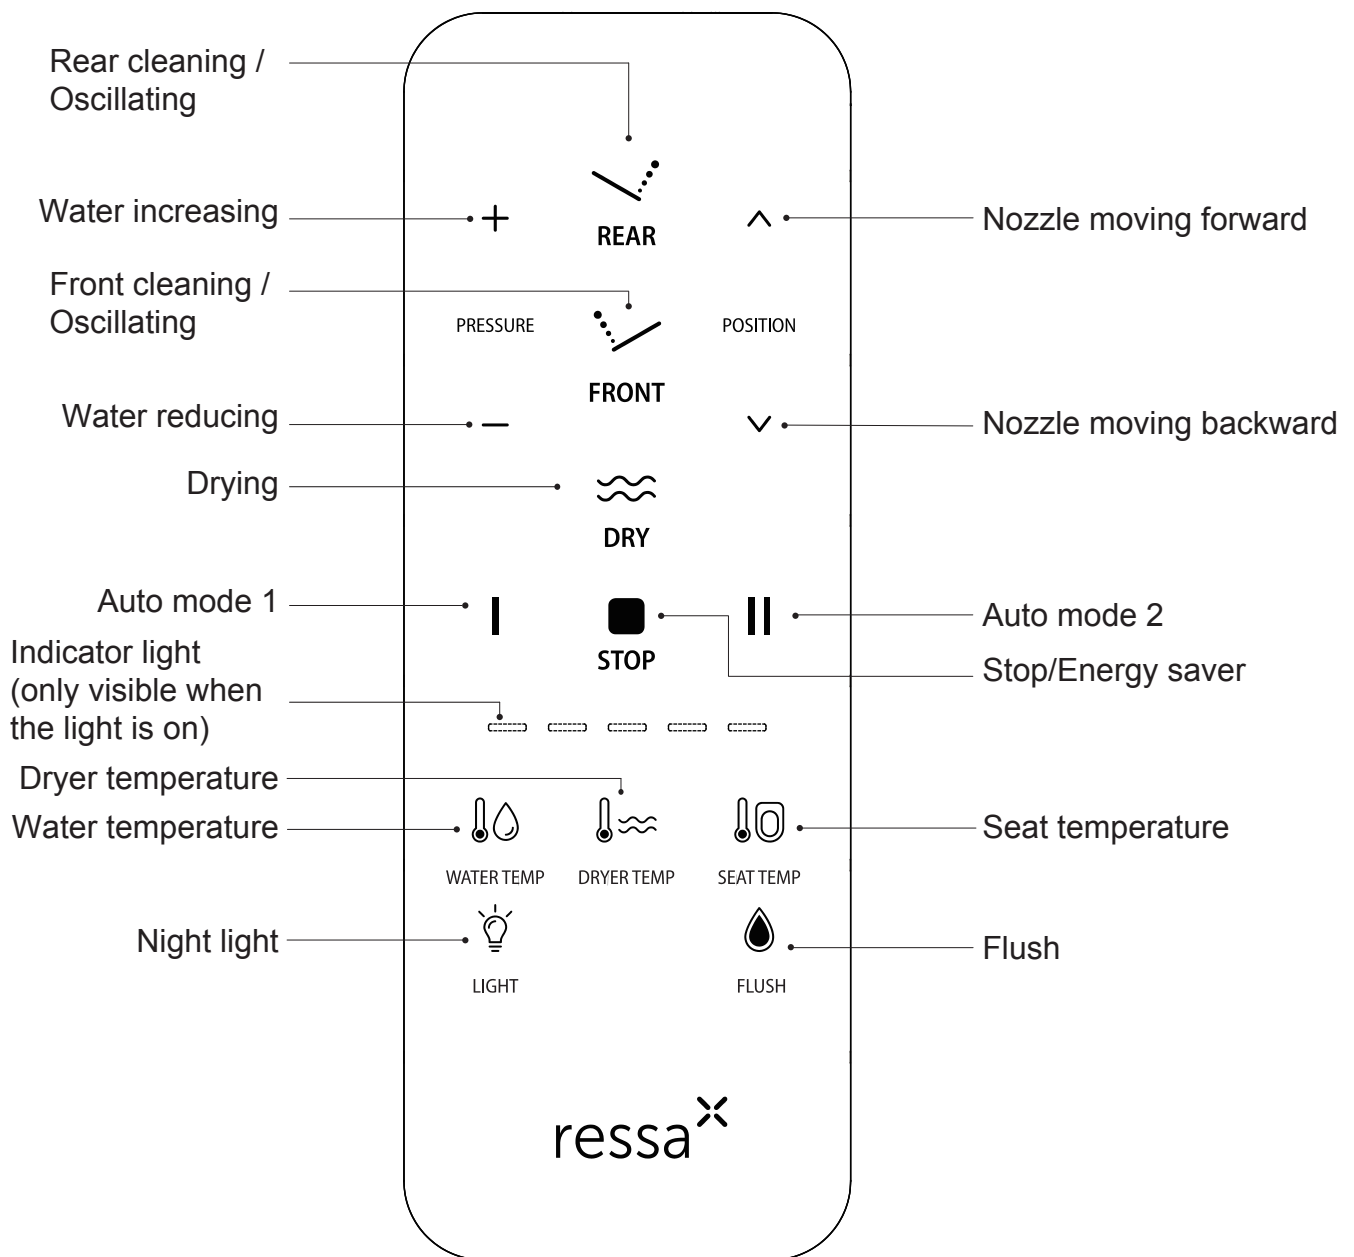 Rear cleaning /
Oscillating
Water increasing
REAR
Nozzle moving forward
Front cleaning /
Oscillating
PRESSURE
POSITION
FRONT
Water reducing
Nozzle moving backward
Drying
DRY
Auto mode 1
Auto mode 2
STOP
Stop/Energy saver
Indicator light
(only visible when
the light is on)
Dryer temperature
Water temperature
Seat temperature
WATER TEMP
DRYER TEMP
SEAT TEMP
Night light
Flush
LIGHT
FLUSH
ressa